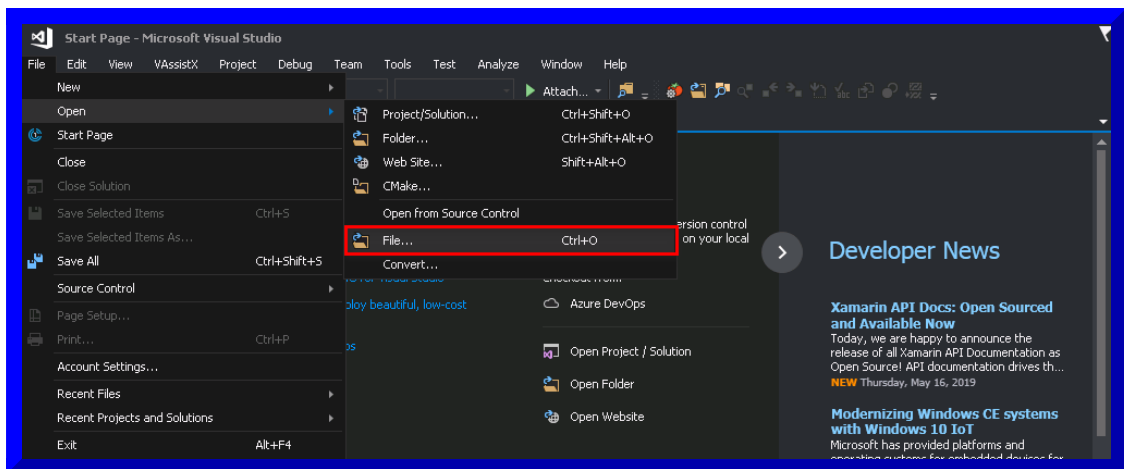 Start Page - Microsoft Visual Studio
File Edit View VAssistX Project Debug Team Tools Test Analyze Window Help
New
Attach...
Open
Project/Solution... Ctrl+Shift+O
Start Page
Folder... Ctrl+Shift+Alt+O
Close
Web Site... Shift+Alt+O
Close Solution
CMake...
Save Selected Items Ctrl+S
Open from Source Control
Save Selected Items As...
File... Ctrl+O
Save All Ctrl+Shift+S
Convert...
Source Control
Page Setup...
Print... Ctrl+P
Account Settings...
Recent Files
Recent Projects and Solutions
Exit Alt+F4
control
on your local
beautiful, low-cost
Azure DevOps
Open Project / Solution
Open Folder
Open Website
Developer News
Xamarin API Docs: Open Sourced
and Available Now
Today, we are happy to announce the
release of all Xamarin API Documentation as
Open Source! API documentation drives th...
NEW Thursday, May 16, 2019
Modernizing Windows CE systems
with Windows 10 IoT
Microsoft has provided platforms and